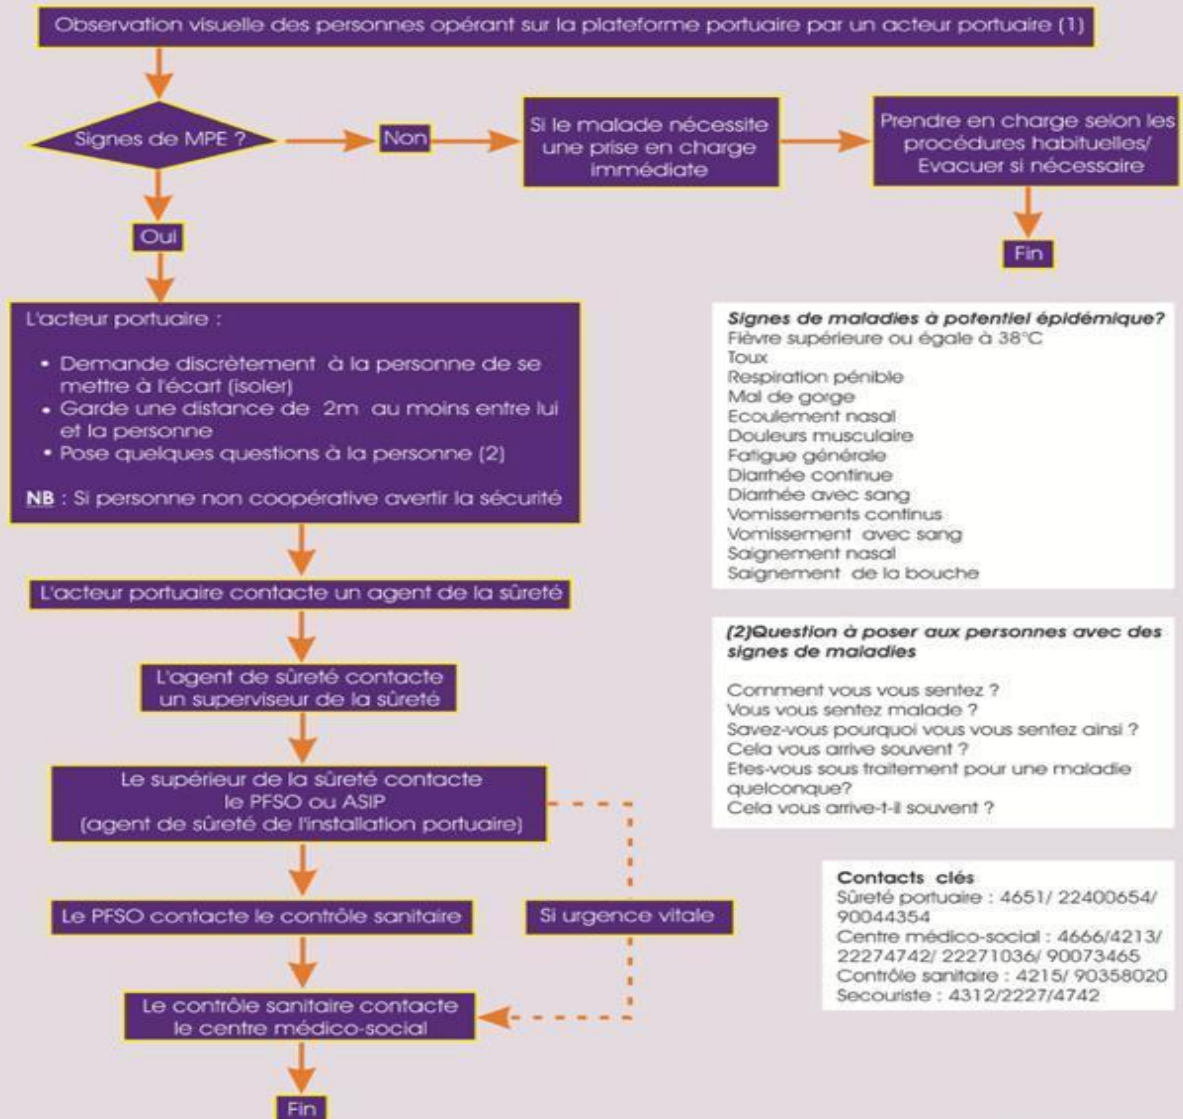 Observation visuelle des personnes opérant sur la plateforme portuaire par un acteur portuaire (1)
Signes de MPE ?
Non
Si le malade nécessite
une prise en charge
immédiate
Prendre en charge selon les
procédures habituelles/
Evacuer si nécessaire
Fin
Oui
L'acteur portuaire :
• Demande discrètement à la personne de se
mettre à l'écart (isoler)
• Garde une distance de 2m au moins entre lui
et la personne
• Pose quelques questions à la personne (2)
NB : Si personne non coopérative avertir la sécurité
L'acteur portuaire contacte un agent de la sûreté
L'agent de sûreté contacte
un superviseur de la sûreté
Le supérieur de la sûreté contacte
le PFSO ou ASIP
(agent de sûreté de l'installation portuaire)
Le PFSO contacte le contrôle sanitaire
Si urgence vitale
Le contrôle sanitaire contacte
le centre médico-social
Fin
Signes de maladies à potentiel épidémique?
Fièvre supérieure ou égale à 38°C
Toux
Respiration pénible
Mal de gorge
Ecoulement nasal
Douleurs musculaire
Fatigue générale
Diarrhée continue
Diarrhée avec sang
Vomissements continus
Vomissement avec sang
Saignement nasal
Saignement de la bouche
(2)Question à poser aux personnes avec des
signes de maladies
Comment vous vous sentez ?
Vous vous sentez malade ?
Savez-vous pourquoi vous vous sentez ainsi ?
Cela vous arrive souvent ?
Etes-vous sous traitement pour une maladie
quelconque?
Cela vous arrive-t-il souvent ?
Contacts clés
Sûreté portuaire : 4651/ 22400654/
90044354
Centre médico-social : 4666/4213/
22274742/ 22271036/ 90073465
Contrôle sanitaire : 4215/ 90358020
Secouriste : 4312/2227/4742